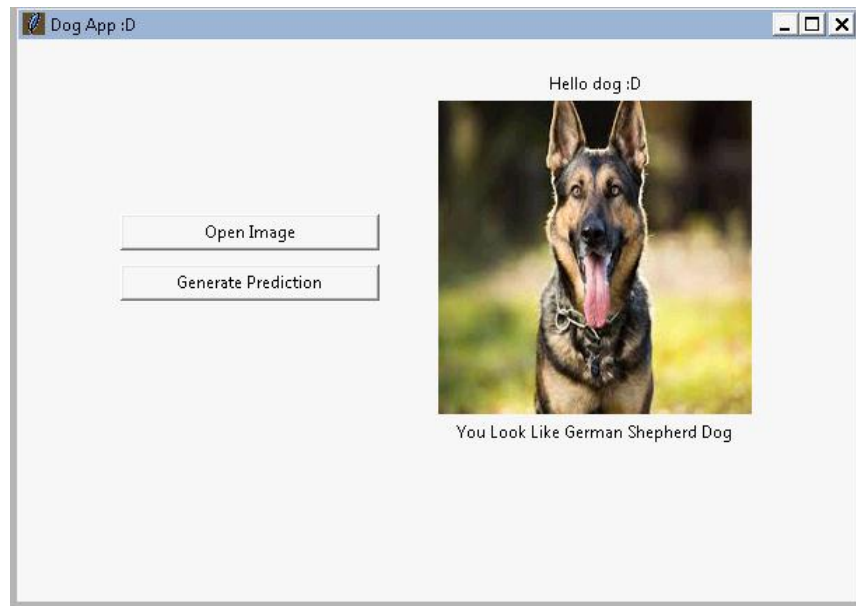 Dog App :D
Hello dog :D
Open Image
Generate Prediction
You Look Like German Shepherd Dog